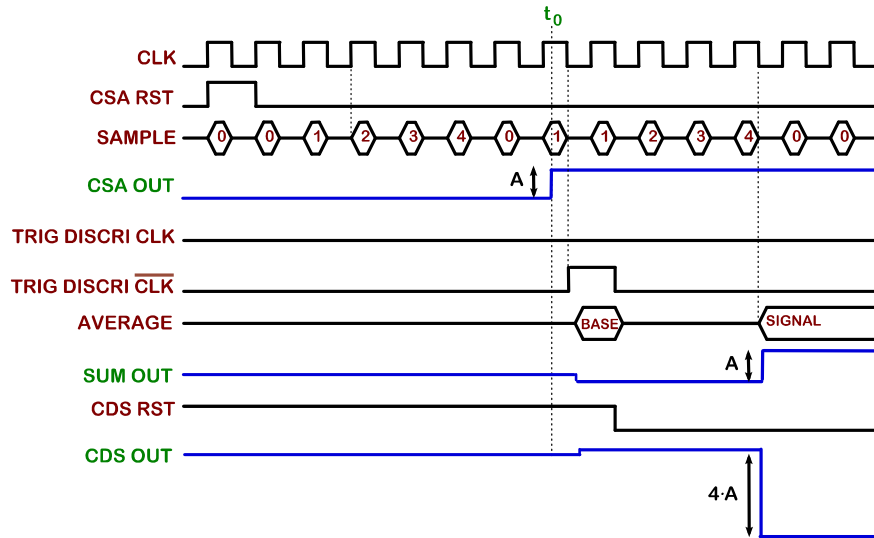 t0
CLK
CSA RST
SAMPLE 0 0 1 2 3 4 0 1 1 2 3 4 0 0
CSA OUT A
TRIG DISCRI CLK
TRIG DISCRI CLK
AVERAGE BASE SIGNAL
SUM OUT A
CDS RST
CDS OUT
4·A